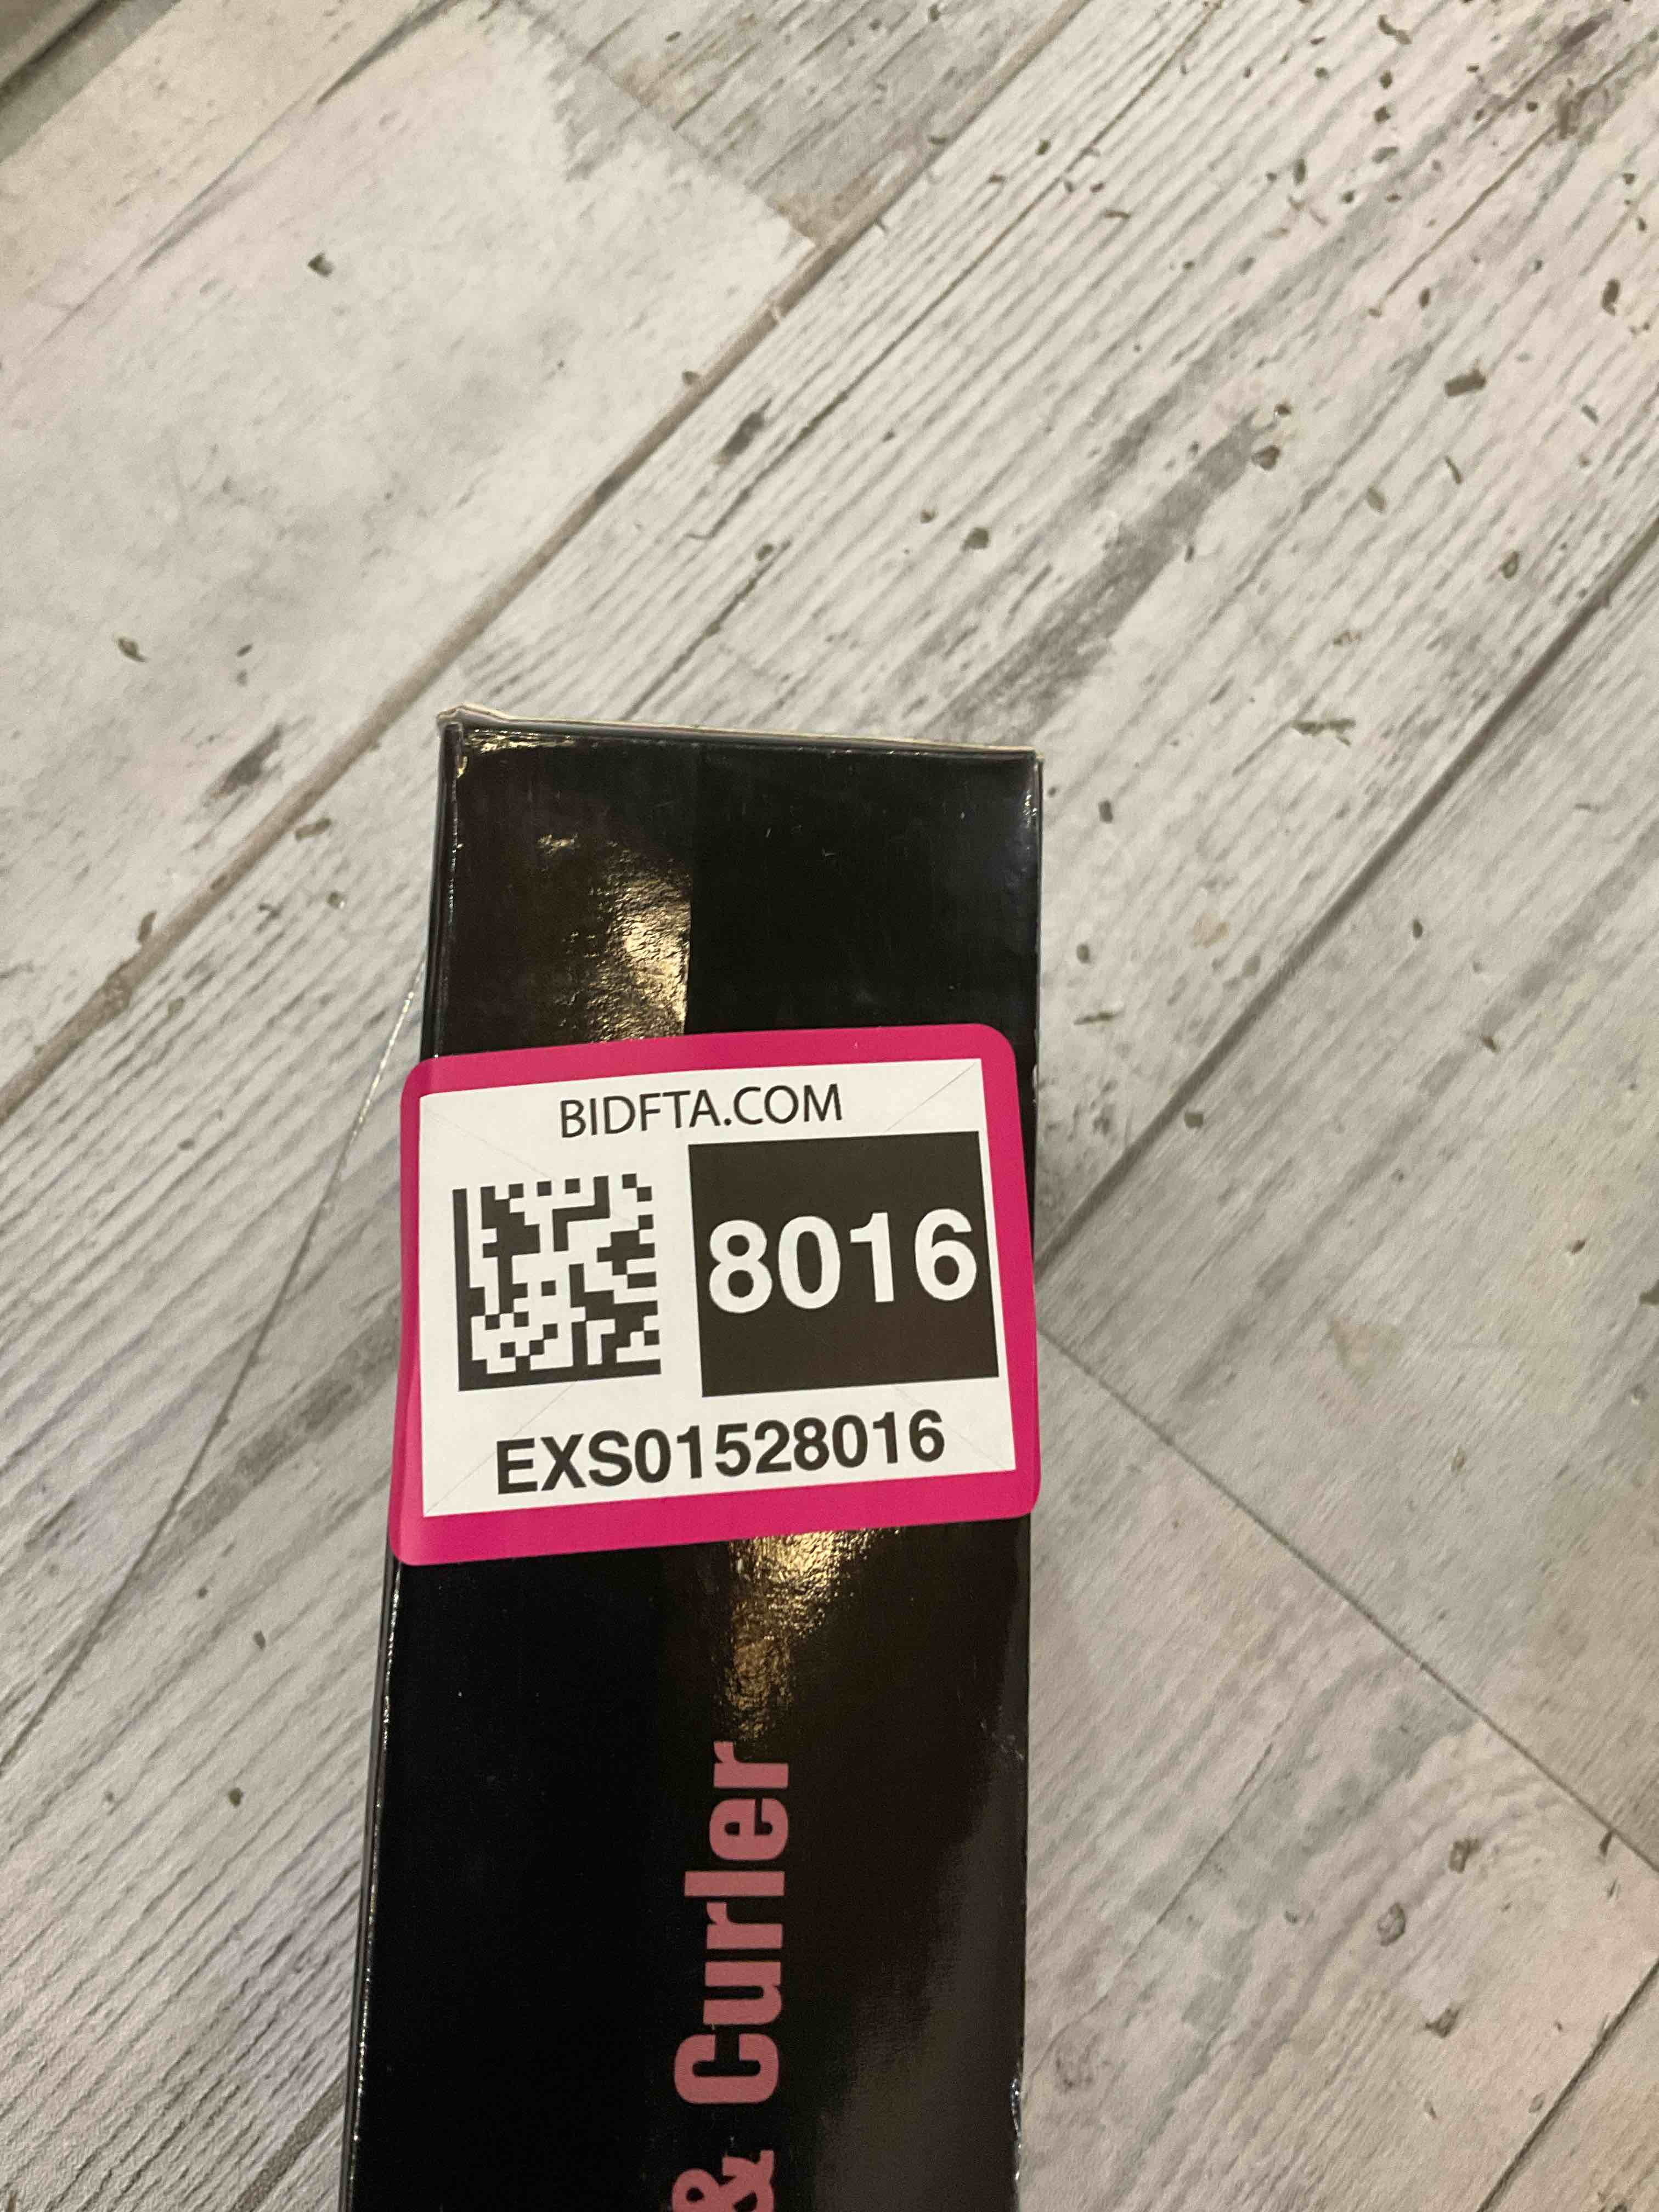 BIDFTA.COM
8016
EXS01528016
& Curler